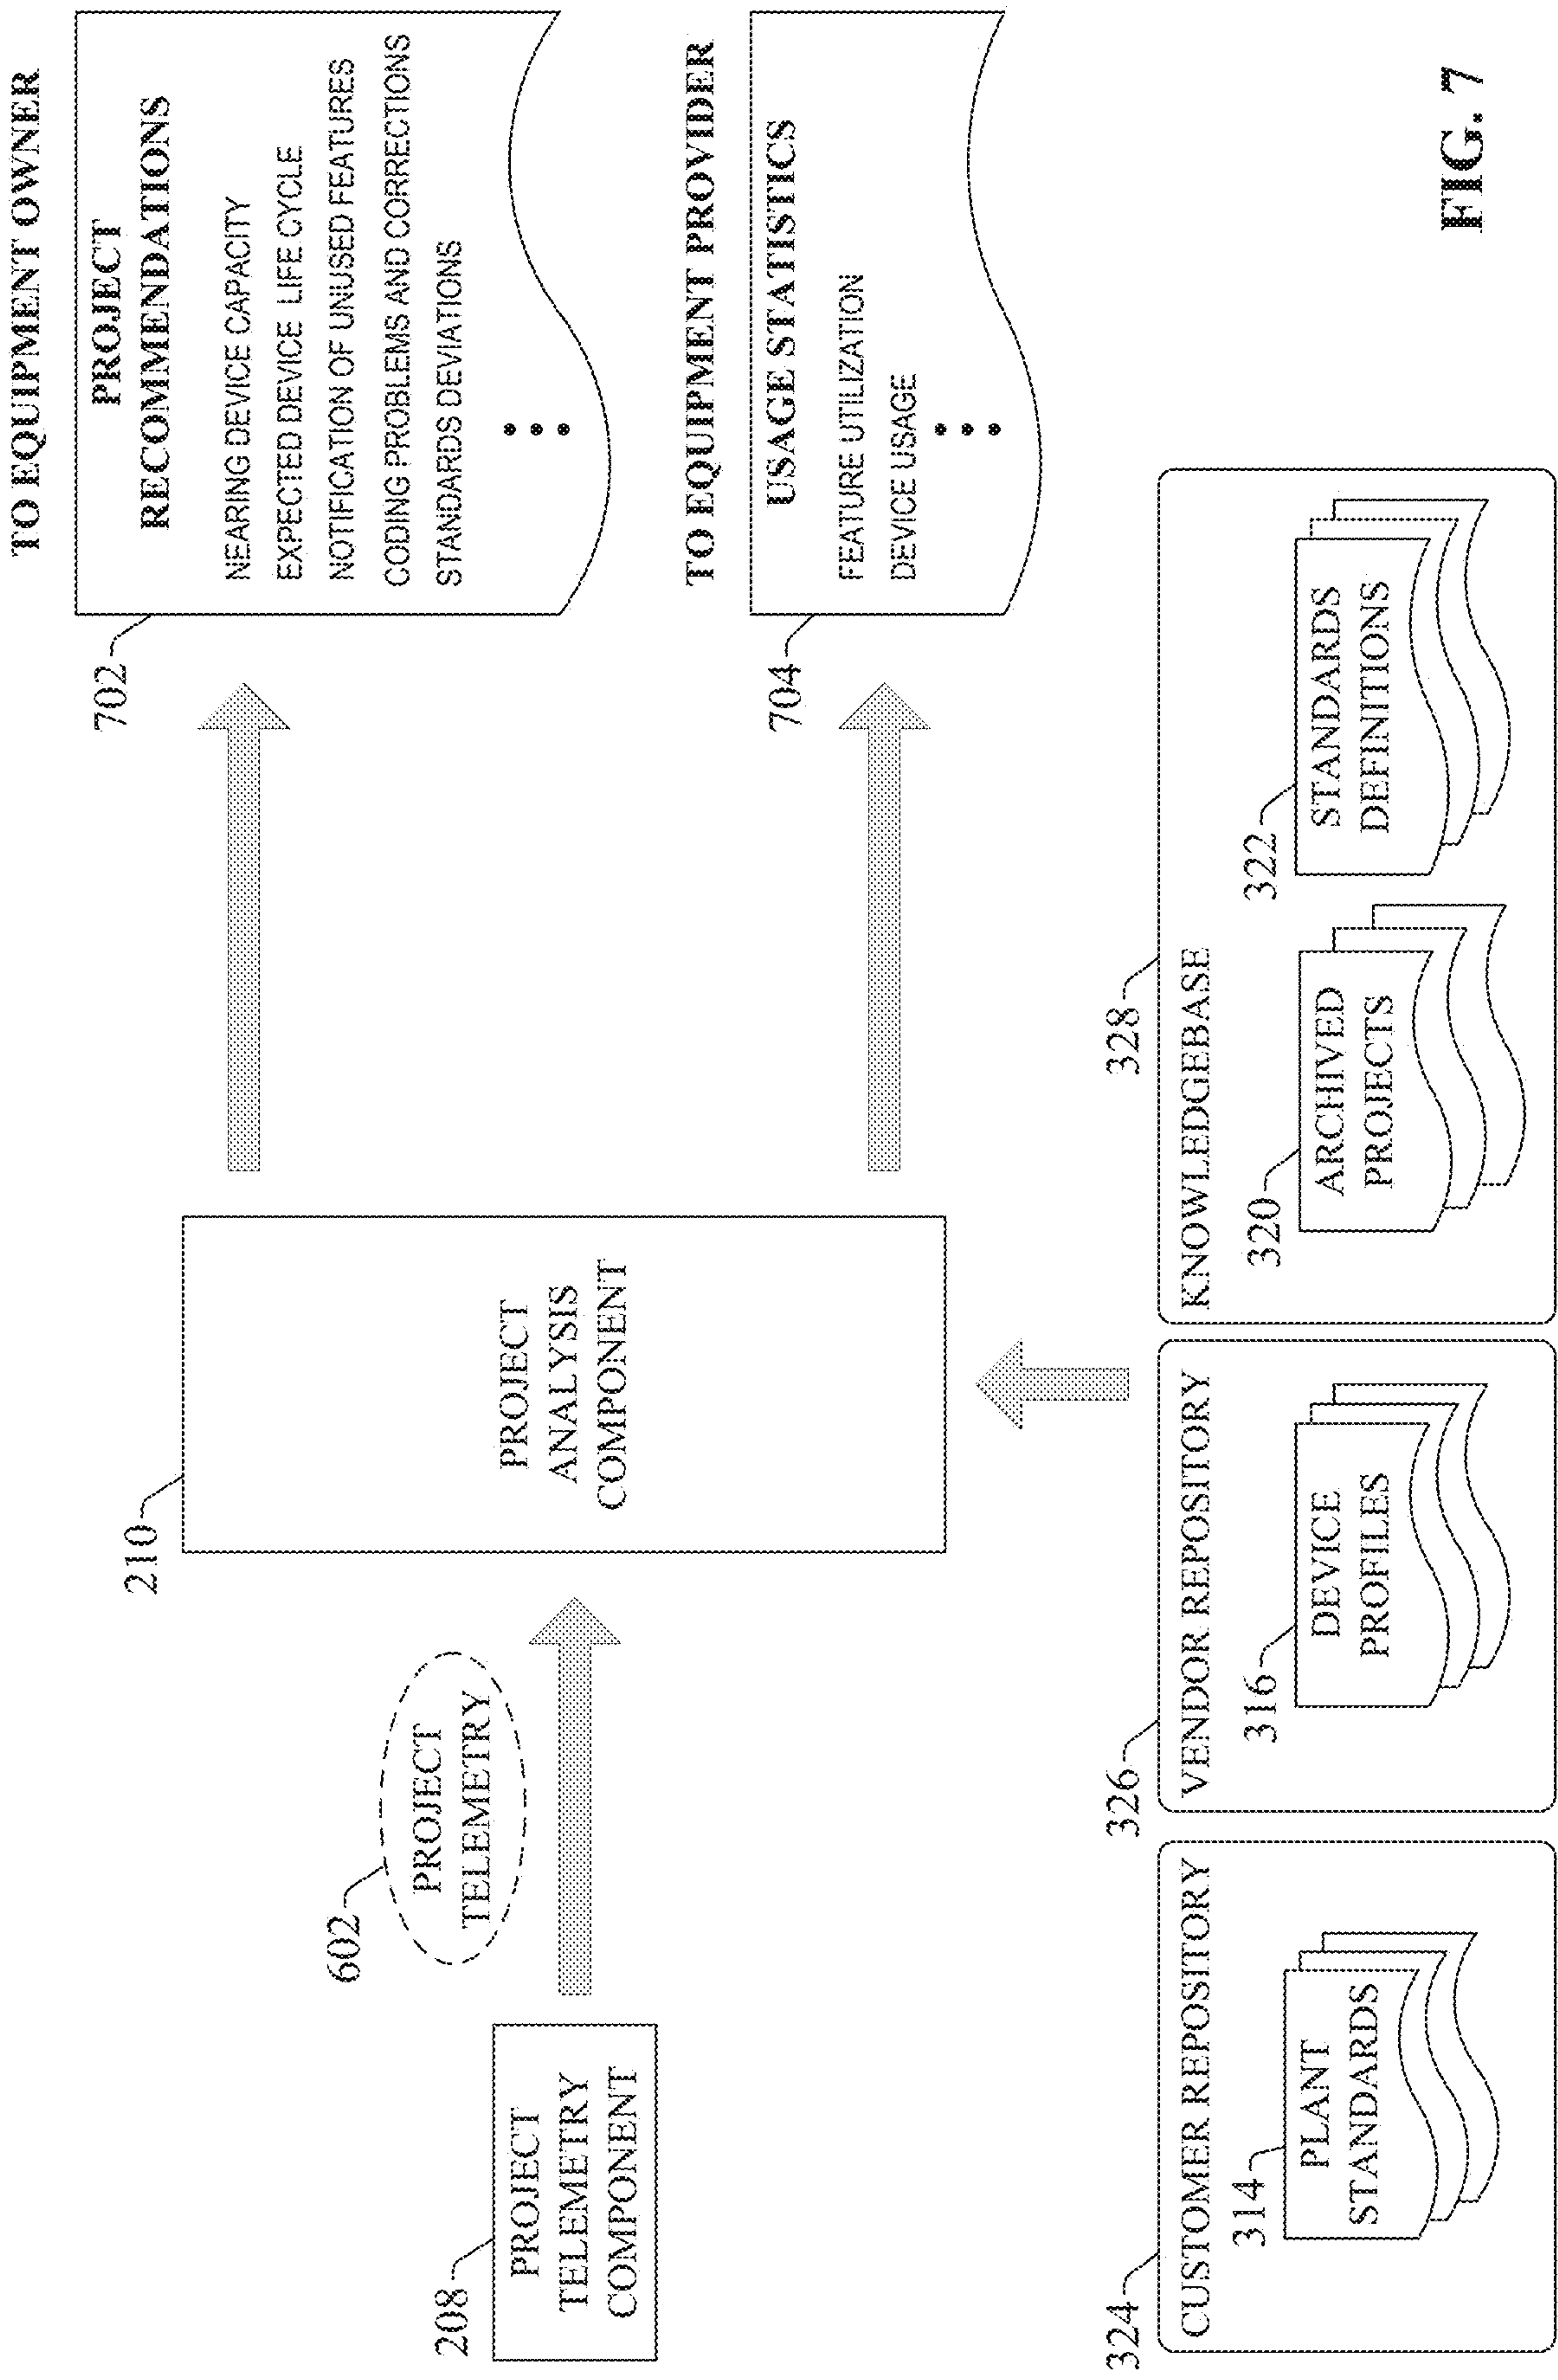 TO EQUIPMENT OWNER
PROJECT
RECOMMENDATIONS
NEARING DEVICE CAPACITY
EXPECTED DEVICE LIFE CYCLE
NOTIFICATION OF UNUSED FEATURES
CODING PROBLEMS AND CORRECTIONS
STANDARDS DEVIATIONS
702
TO EQUIPMENT PROVIDER
USAGE STATISTICS
FEATURE UTILIZATION
DEVICE USAGE
704
210
PROJECT
ANALYSIS
COMPONENT
602
PROJECT
TELEMETRY
208
PROJECT
TELEMETRY
COMPONENT
324
CUSTOMER REPOSITORY
314
PLANT
STANDARDS
326
VENDOR REPOSITORY
316
DEVICE
PROFILES
328
KNOWLEDGEBASE
320
ARCHIVED
PROJECTS
322
STANDARDS
DEFINITIONS
FIG. 7